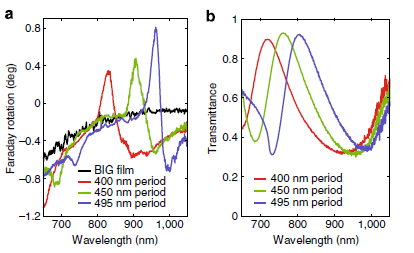 a
Faraday rotation (deg)
0.8
0.4
0
−0.4
−0.8
−1.2
BIG film
400 nm period
450 nm period
495 nm period
700
800
900
1,000
Wavelength (nm)
b
Transmittance
1
0.8
0.6
0.4
0.2
0
400 nm period
450 nm period
495 nm period
700
800
900
1,000
Wavelength (nm)